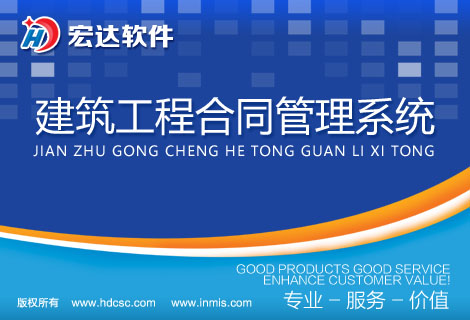 HD 宏达软件
建筑工程合同管理系统
JIAN ZHU GONG CHENG HE TONG GUAN LI XI TONG
GOOD PRODUCTS GOOD SERVICE
ENHANCE CUSTOMER VALUE!
版权所有 www.hdcsc.com www.inmis.com 专业－服务－价值